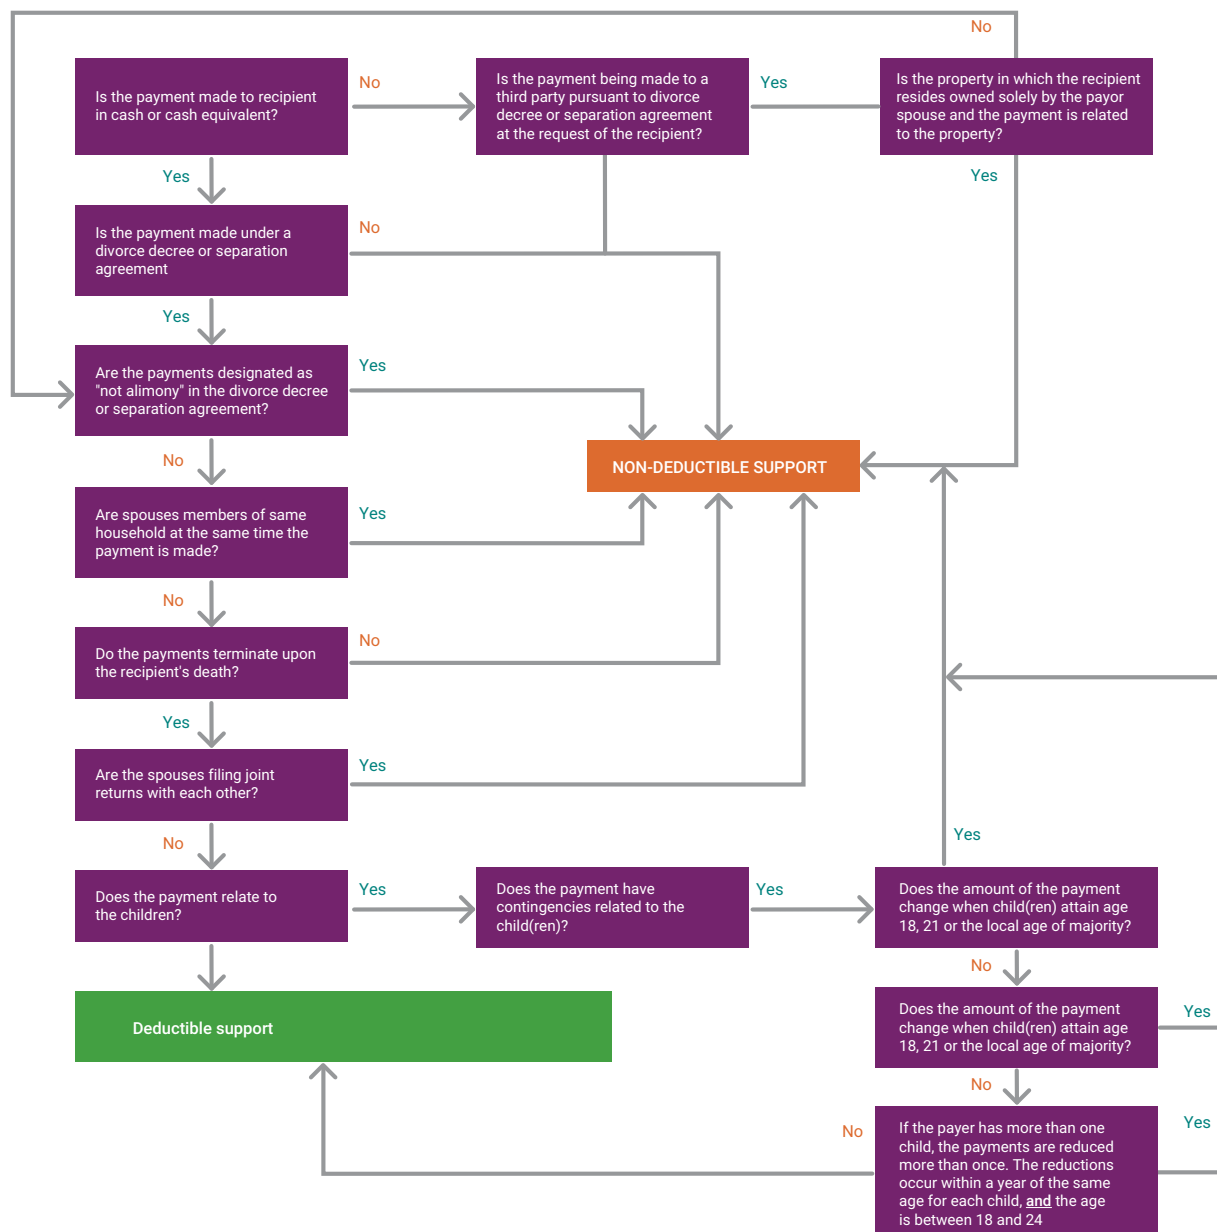 No
Is the payment made to recipient
in cash or cash equivalent?
No
Is the payment being made to a
third party pursuant to divorce
decree or separation agreement
at the request of the recipient?
Yes
Is the property in which the recipient
resides owned solely by the payor
spouse and the payment is related
to the property?
Yes
Yes
Is the payment made under a
divorce decree or separation
agreement
No
Yes
Are the payments designated as
"not alimony" in the divorce decree
or separation agreement?
Yes
NON-DEDUCTIBLE SUPPORT
No
Are spouses members of same
household at the same time the
payment is made?
Yes
No
Do the payments terminate upon
the recipient's death?
No
Yes
Are the spouses filing joint
returns with each other?
Yes
No
Yes
Does the payment relate to
the children?
Yes
Does the payment have
contingencies related to the
child(ren)?
Yes
Does the amount of the payment
change when child(ren) attain age
18, 21 or the local age of majority?
No
Deductible support
Does the amount of the payment
change when child(ren) attain age
18, 21 or the local age of majority?
Yes
No
No
If the payer has more than one
child, the payments are reduced
more than once. The reductions
occur within a year of the same
age for each child, and the age
is between 18 and 24
Yes